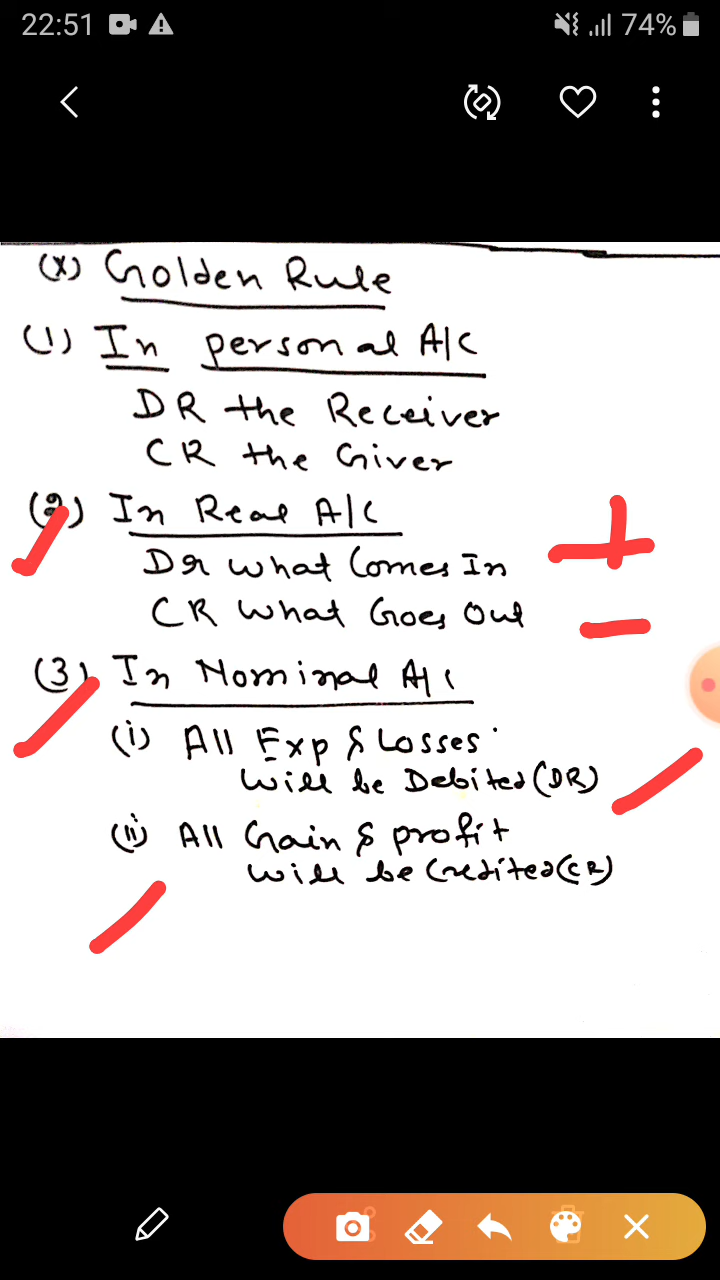 22:51 74%
(X) Golden Rule
(1) In personal A/C
DR the Receiver
CR the Giver
(2) In Real A/C
Dr what Comes In +
CR What Goes Out -
(3) In Nominal A/C
(i) All Exp & Losses
Will be Debited (DR)
(ii) All Gain & profit
Will be Credited (CR)